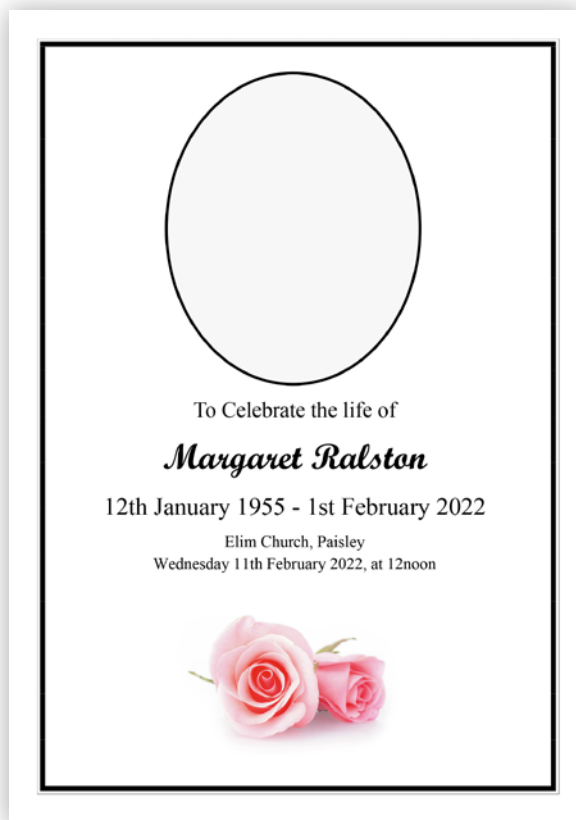 To Celebrate the life of
Margaret Ralston
12th January 1955 - 1st February 2022
Elim Church, Paisley
Wednesday 11th February 2022, at 12noon